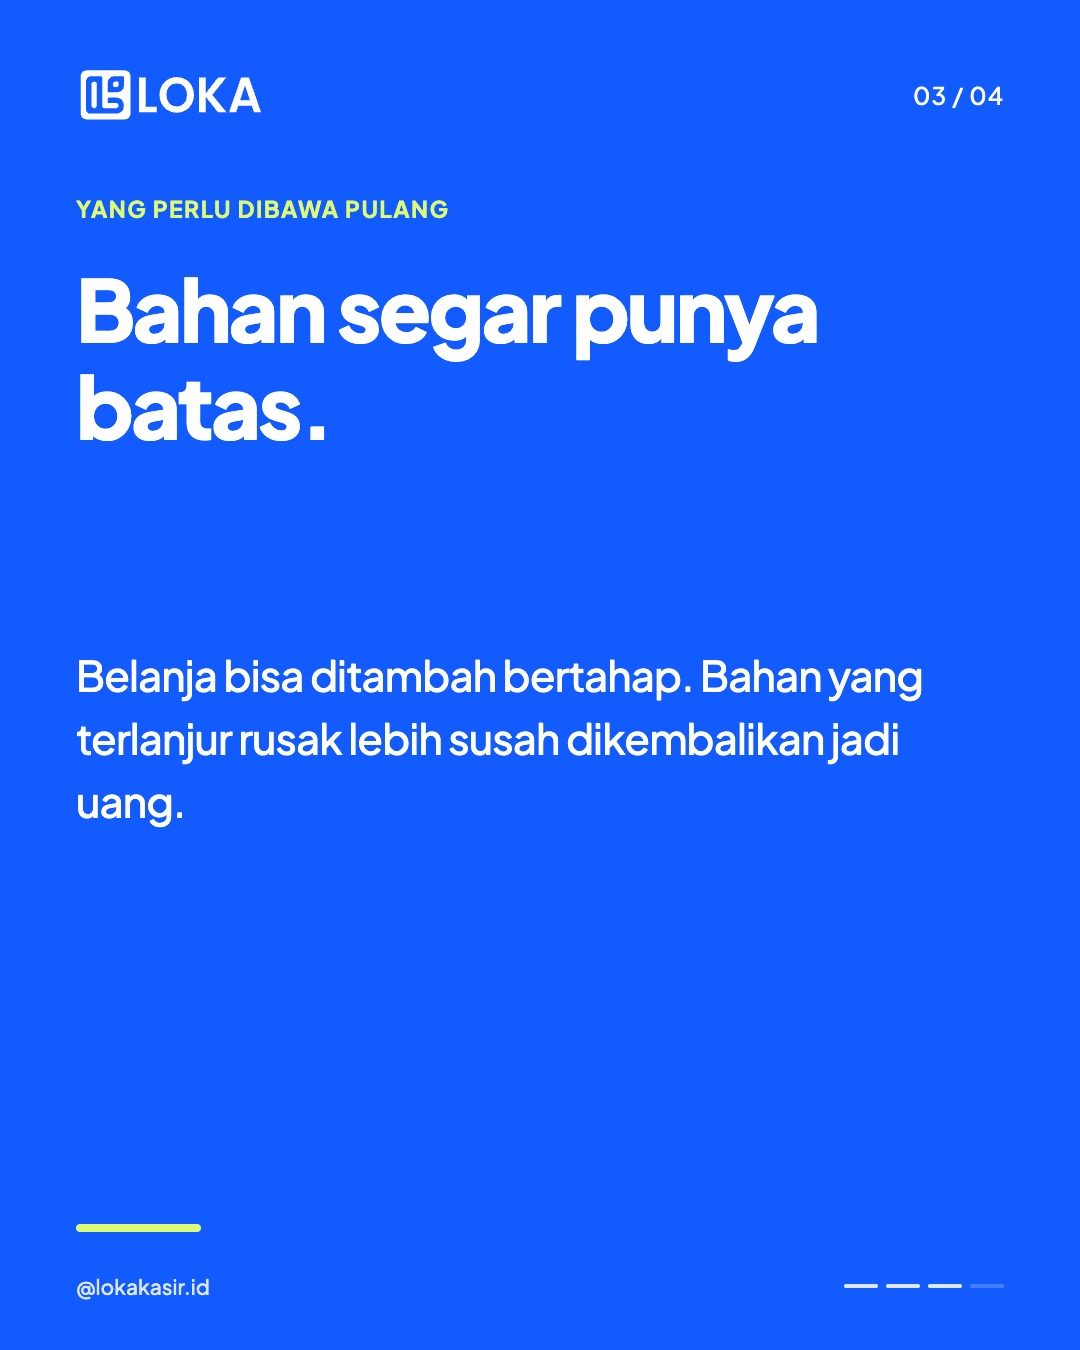 LOKA
03 / 04
YANG PERLU DIBAWA PULANG
Bahan segar punya
batas.
Belanja bisa ditambah bertahap. Bahan yang
terlanjur rusak lebih susah dikembalikan jadi
uang.
@lokakasir.id